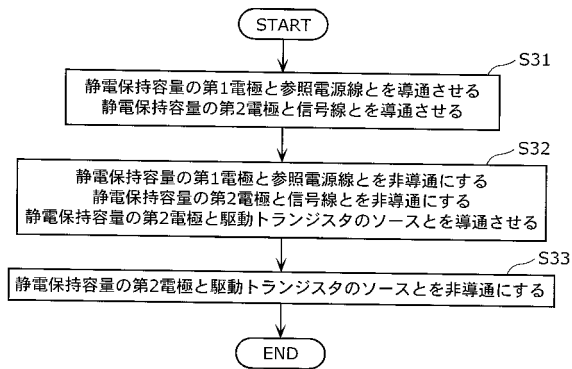 START
S31
静電保持容量の第1電極と参照電源線とを導通させる
静電保持容量の第2電極と信号線とを導通させる
S32
静電保持容量の第1電極と参照電源線とを非導通にする
静電保持容量の第2電極と信号線とを非導通にする
静電保持容量の第2電極と駆動トランジスタのソースとを導通させる
S33
静電保持容量の第2電極と駆動トランジスタのソースとを非導通にする
END